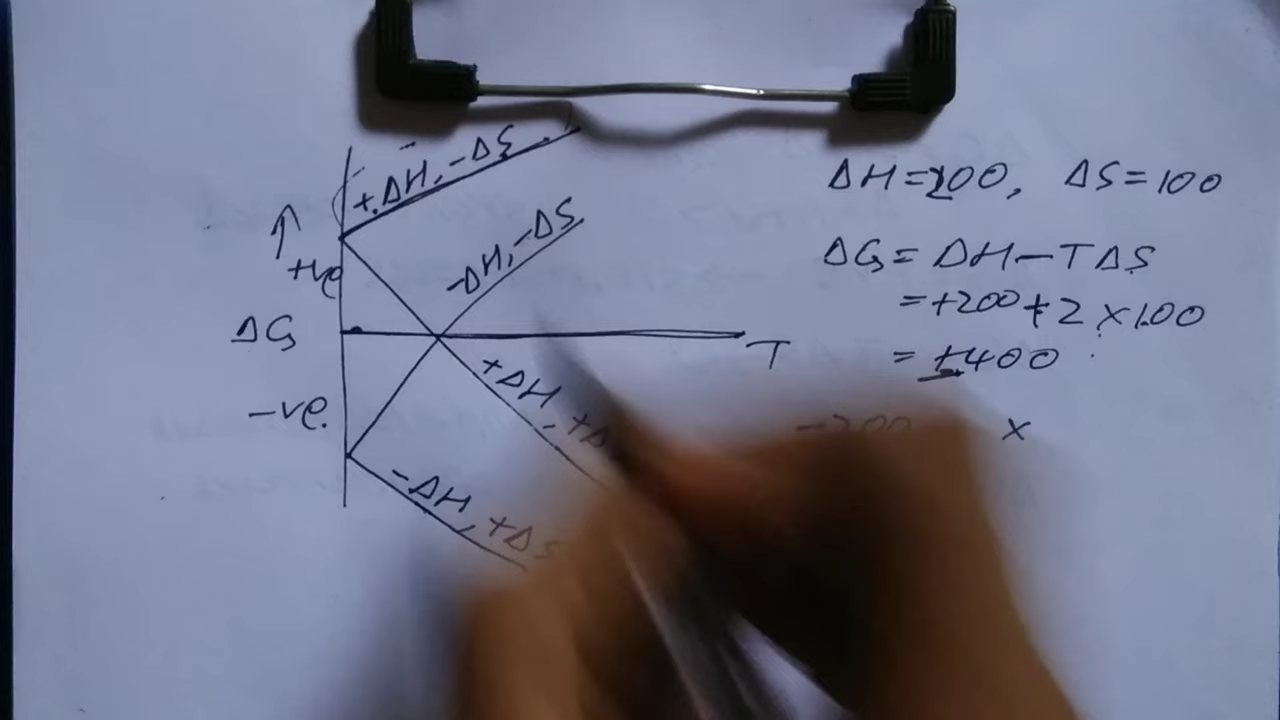 +ΔH, -ΔS
-ΔH, -ΔS
+ve
ΔG
T
-ve.
+ΔH,
-ΔH, +ΔS
ΔH=200, ΔS=100
ΔG= ΔH-TΔS
=+200+2×100
= +400
-200 ×